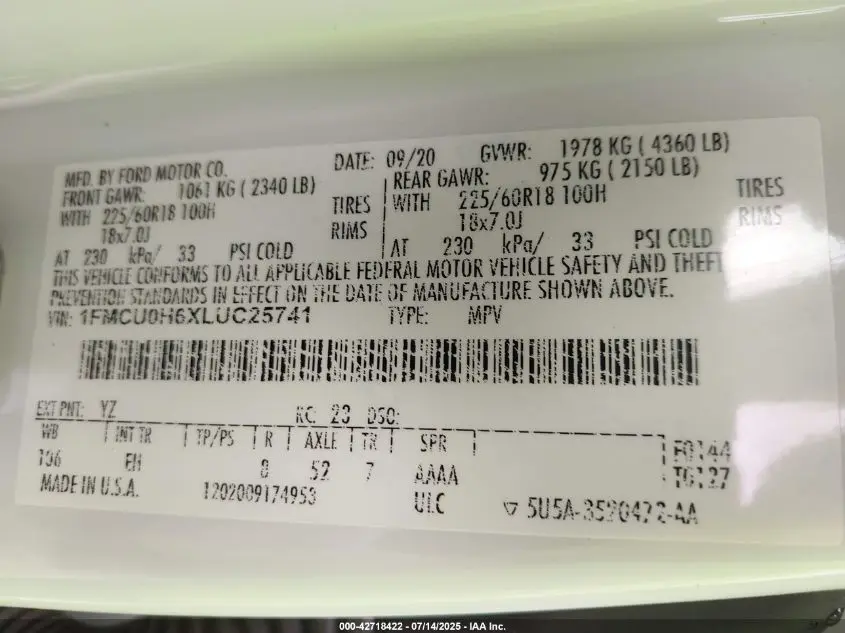 MFD. BY FORD MOTOR CO. DATE: 09/20 GVWR: 1978 KG ( 4360 LB)
FRONT GAWR: 1061 KG ( 2340 LB) REAR GAWR: 975 KG ( 2150 LB)
WITH 225/60R18 100H TIRES WITH 225/60R18 100H TIRES
18x7.0J RIMS 18x7.0J RIMS
AT 230 kPa/ 33 PSI COLD AT 230 kPa/ 33 PSI COLD
THIS VEHICLE CONFORMS TO ALL APPLICABLE FEDERAL MOTOR VEHICLE SAFETY AND THEFT
PREVENTION STANDARDS IN EFFECT ON THE DATE OF MANUFACTURE SHOWN ABOVE.
VIN: 1FMCU0H6XLUC25741 TYPE: MPV
EXT PNT: YZ RC: 23 DSO:
WB INT TR TP/PS R AXLE TR SPR F0144
106 EH 8 52 7 AAAA TG127
MADE IN U.S.A. 1202009174953 ULC 5U5A-3520472-AA
000-42718422 - 07/14/2025 - IAA Inc.